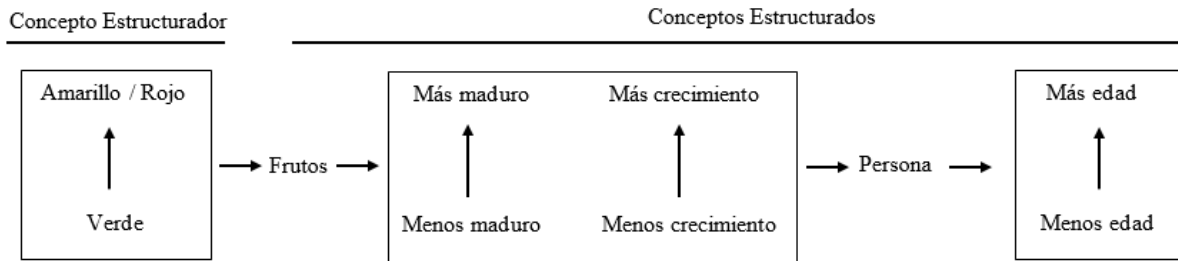 Concepto Estructurador
Conceptos Estructurados
Amarillo / Rojo
Verde
Frutos
Más maduro
Más crecimiento
Menos maduro
Menos crecimiento
Persona
Más edad
Menos edad